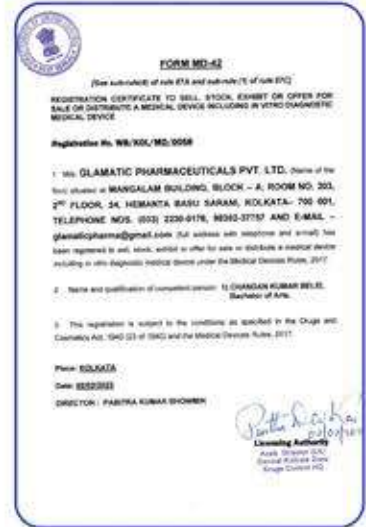 FORM MD-42
[See sub-rule(4) of rule 87A and sub-rule (1) of rule 87C]
REGISTRATION CERTIFICATE TO SELL, STOCK, EXHIBIT OR OFFER FOR
SALE OR DISTRIBUTE A MEDICAL DEVICE INCLUDING IN VITRO DIAGNOSTIC
MEDICAL DEVICE
Registration No. WB/KOL/MD/0058
1 M/s. GLAMATIC PHARMACEUTICALS PVT. LTD. (Name of the
firm) situated at MANGALAM BUILDING, BLOCK – A, ROOM NO. 203,
2ND FLOOR, 24, HEMANTA BASU SARANI, KOLKATA- 700 001,
TELEPHONE NOS. (033) 2230-0176, 98302-37757 AND E-MAIL –
glamaticpharma@gmail.com (full address with telephone and e-mail) has
been registered to sell, stock, exhibit or offer for sale or distribute a medical device
including in vitro diagnostic medical device under the Medical Devices Rules, 2017.
2 Name and qualification of competent person: 1) CHANDAN KUMAR
Bachelor of Arts.
3 This registration is subject to the conditions as specified in the Drugs and
Cosmetics Act, 1940 (23 of 1940) and the Medical Devices Rules, 2017.
Place: KOLKATA
Date:
DIRECTOR : PABITRA KUMAR BHOWMIK
Licensing Authority